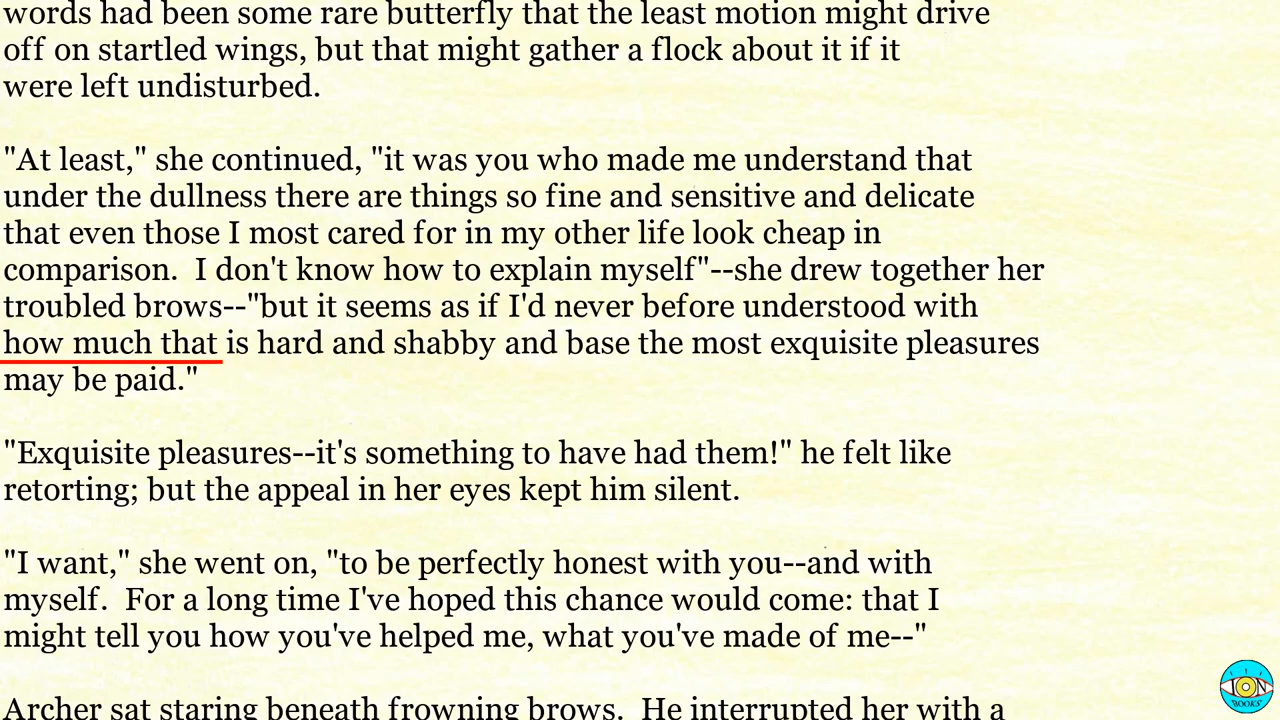 words had been some rare butterfly that the least motion might drive
off on startled wings, but that might gather a flock about it if it
were left undisturbed.
"At least," she continued, "it was you who made me understand that
under the dullness there are things so fine and sensitive and delicate
that even those I most cared for in my other life look cheap in
comparison.  I don't know how to explain myself"--she drew together her
troubled brows--"but it seems as if I'd never before understood with
how much that is hard and shabby and base the most exquisite pleasures
may be paid."
"Exquisite pleasures--it's something to have had them!" he felt like
retorting; but the appeal in her eyes kept him silent.
"I want," she went on, "to be perfectly honest with you--and with
myself.  For a long time I've hoped this chance would come: that I
might tell you how you've helped me, what you've made of me--"
Archer sat staring beneath frowning brows.  He interrupted her with a
ION
BOOKS